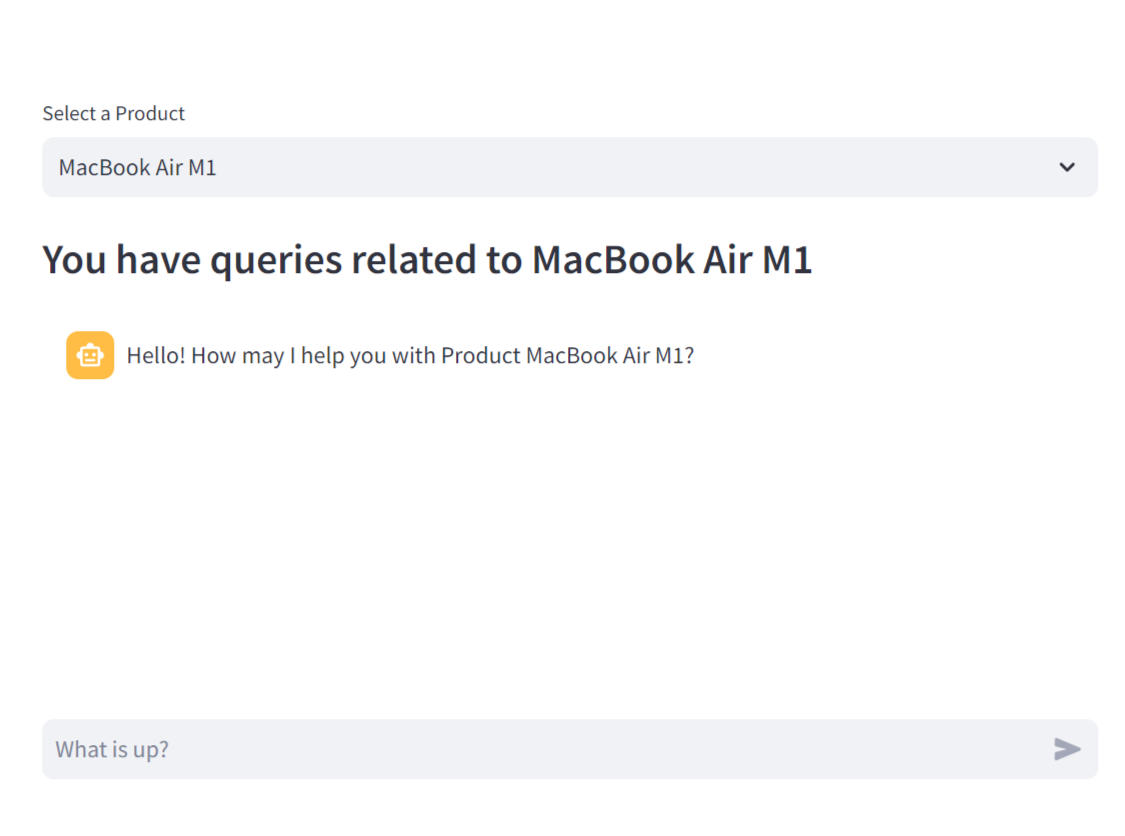 Select a Product
MacBook Air M1
You have queries related to MacBook Air M1
Hello! How may I help you with Product MacBook Air M1?
What is up?